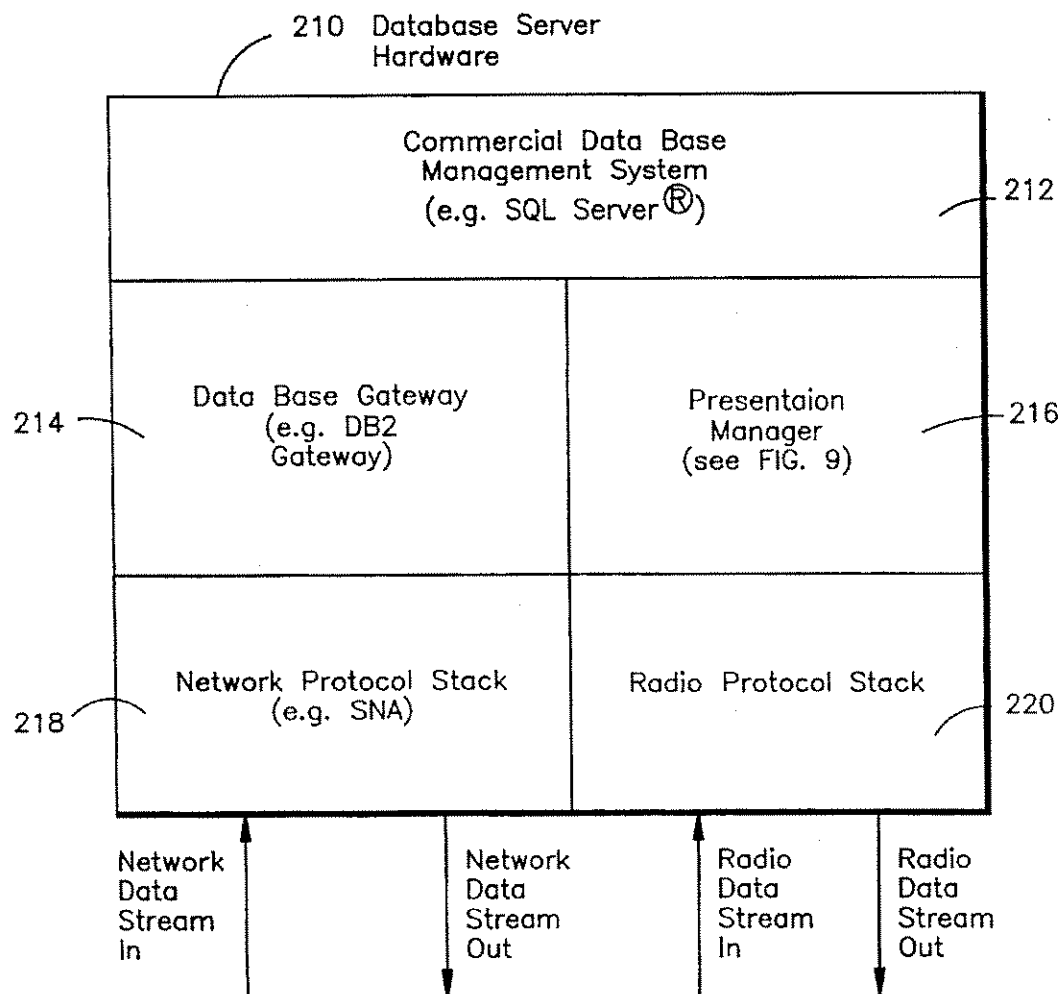 210 Database Server
Hardware
Commercial Data Base
Management System
(e.g. SQL Server®)
212
214
Data Base Gateway
(e.g. DB2
Gateway)
Presentaion
Manager
(see FIG. 9)
216
218
Network Protocol Stack
(e.g. SNA)
Radio Protocol Stack
220
Network
Data
Stream
In
Network
Data
Stream
Out
Radio
Data
Stream
In
Radio
Data
Stream
Out